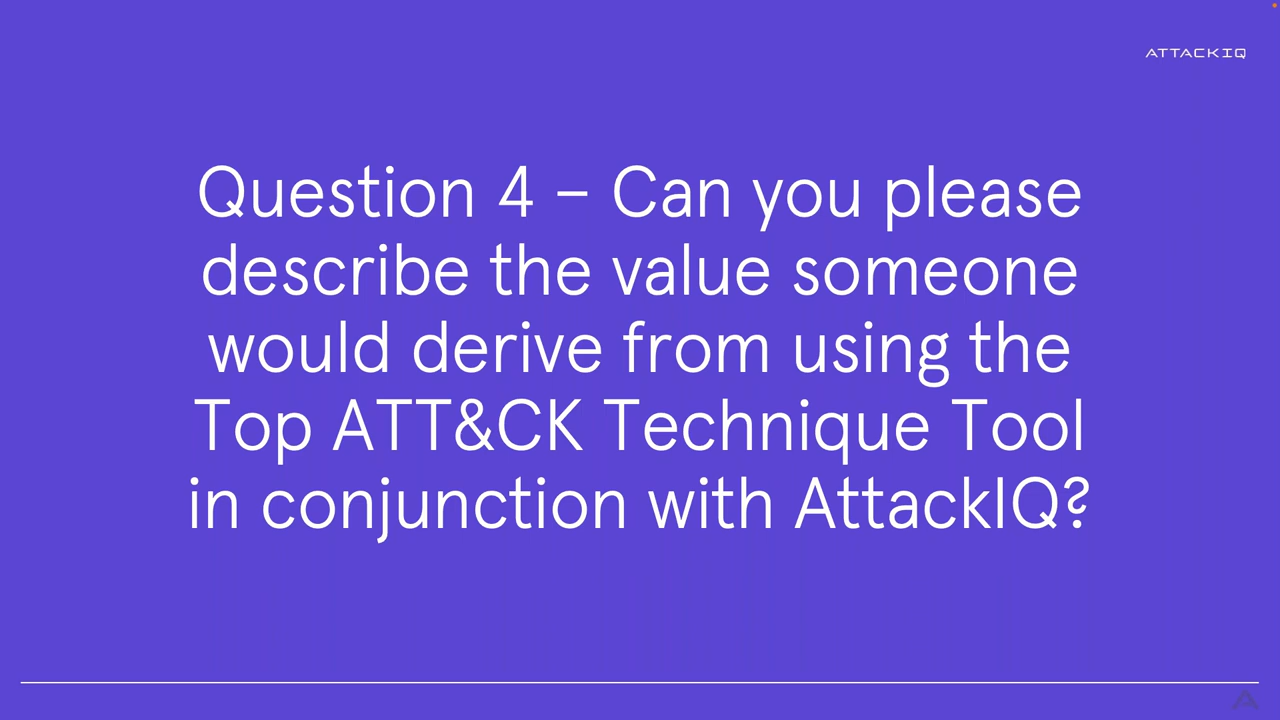 ATTACKIQ
Question 4 – Can you please
describe the value someone
would derive from using the
Top ATT&CK Technique Tool
in conjunction with AttackIQ?